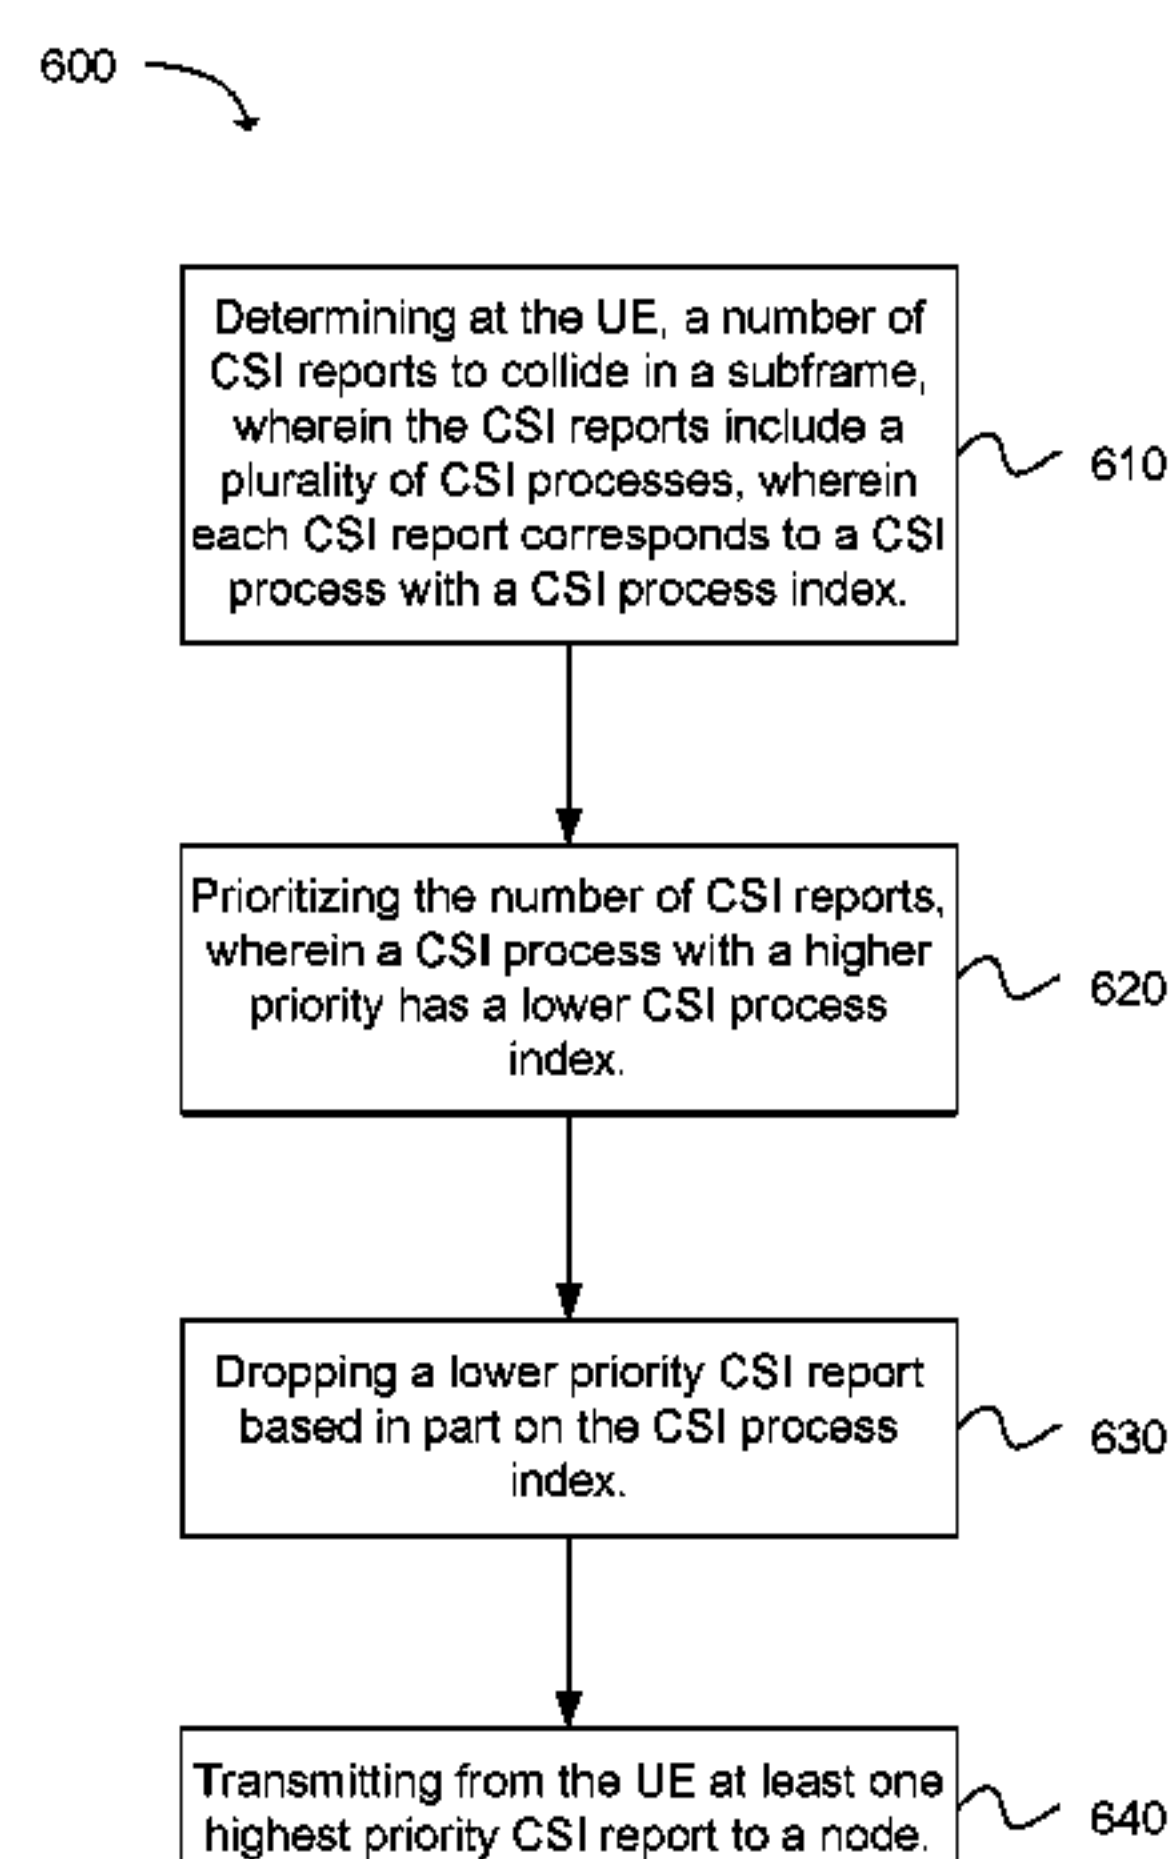 600
Determining at the UE, a number of
CSI reports to collide in a subframe,
wherein the CSI reports include a
plurality of CSI processes, wherein
each CSI report corresponds to a CSI
process with a CSI process index.
610
Prioritizing the number of CSI reports,
wherein a CSI process with a higher
priority has a lower CSI process
index.
620
Dropping a lower priority CSI report
based in part on the CSI process
index.
630
Transmitting from the UE at least one
highest priority CSI report to a node.
640